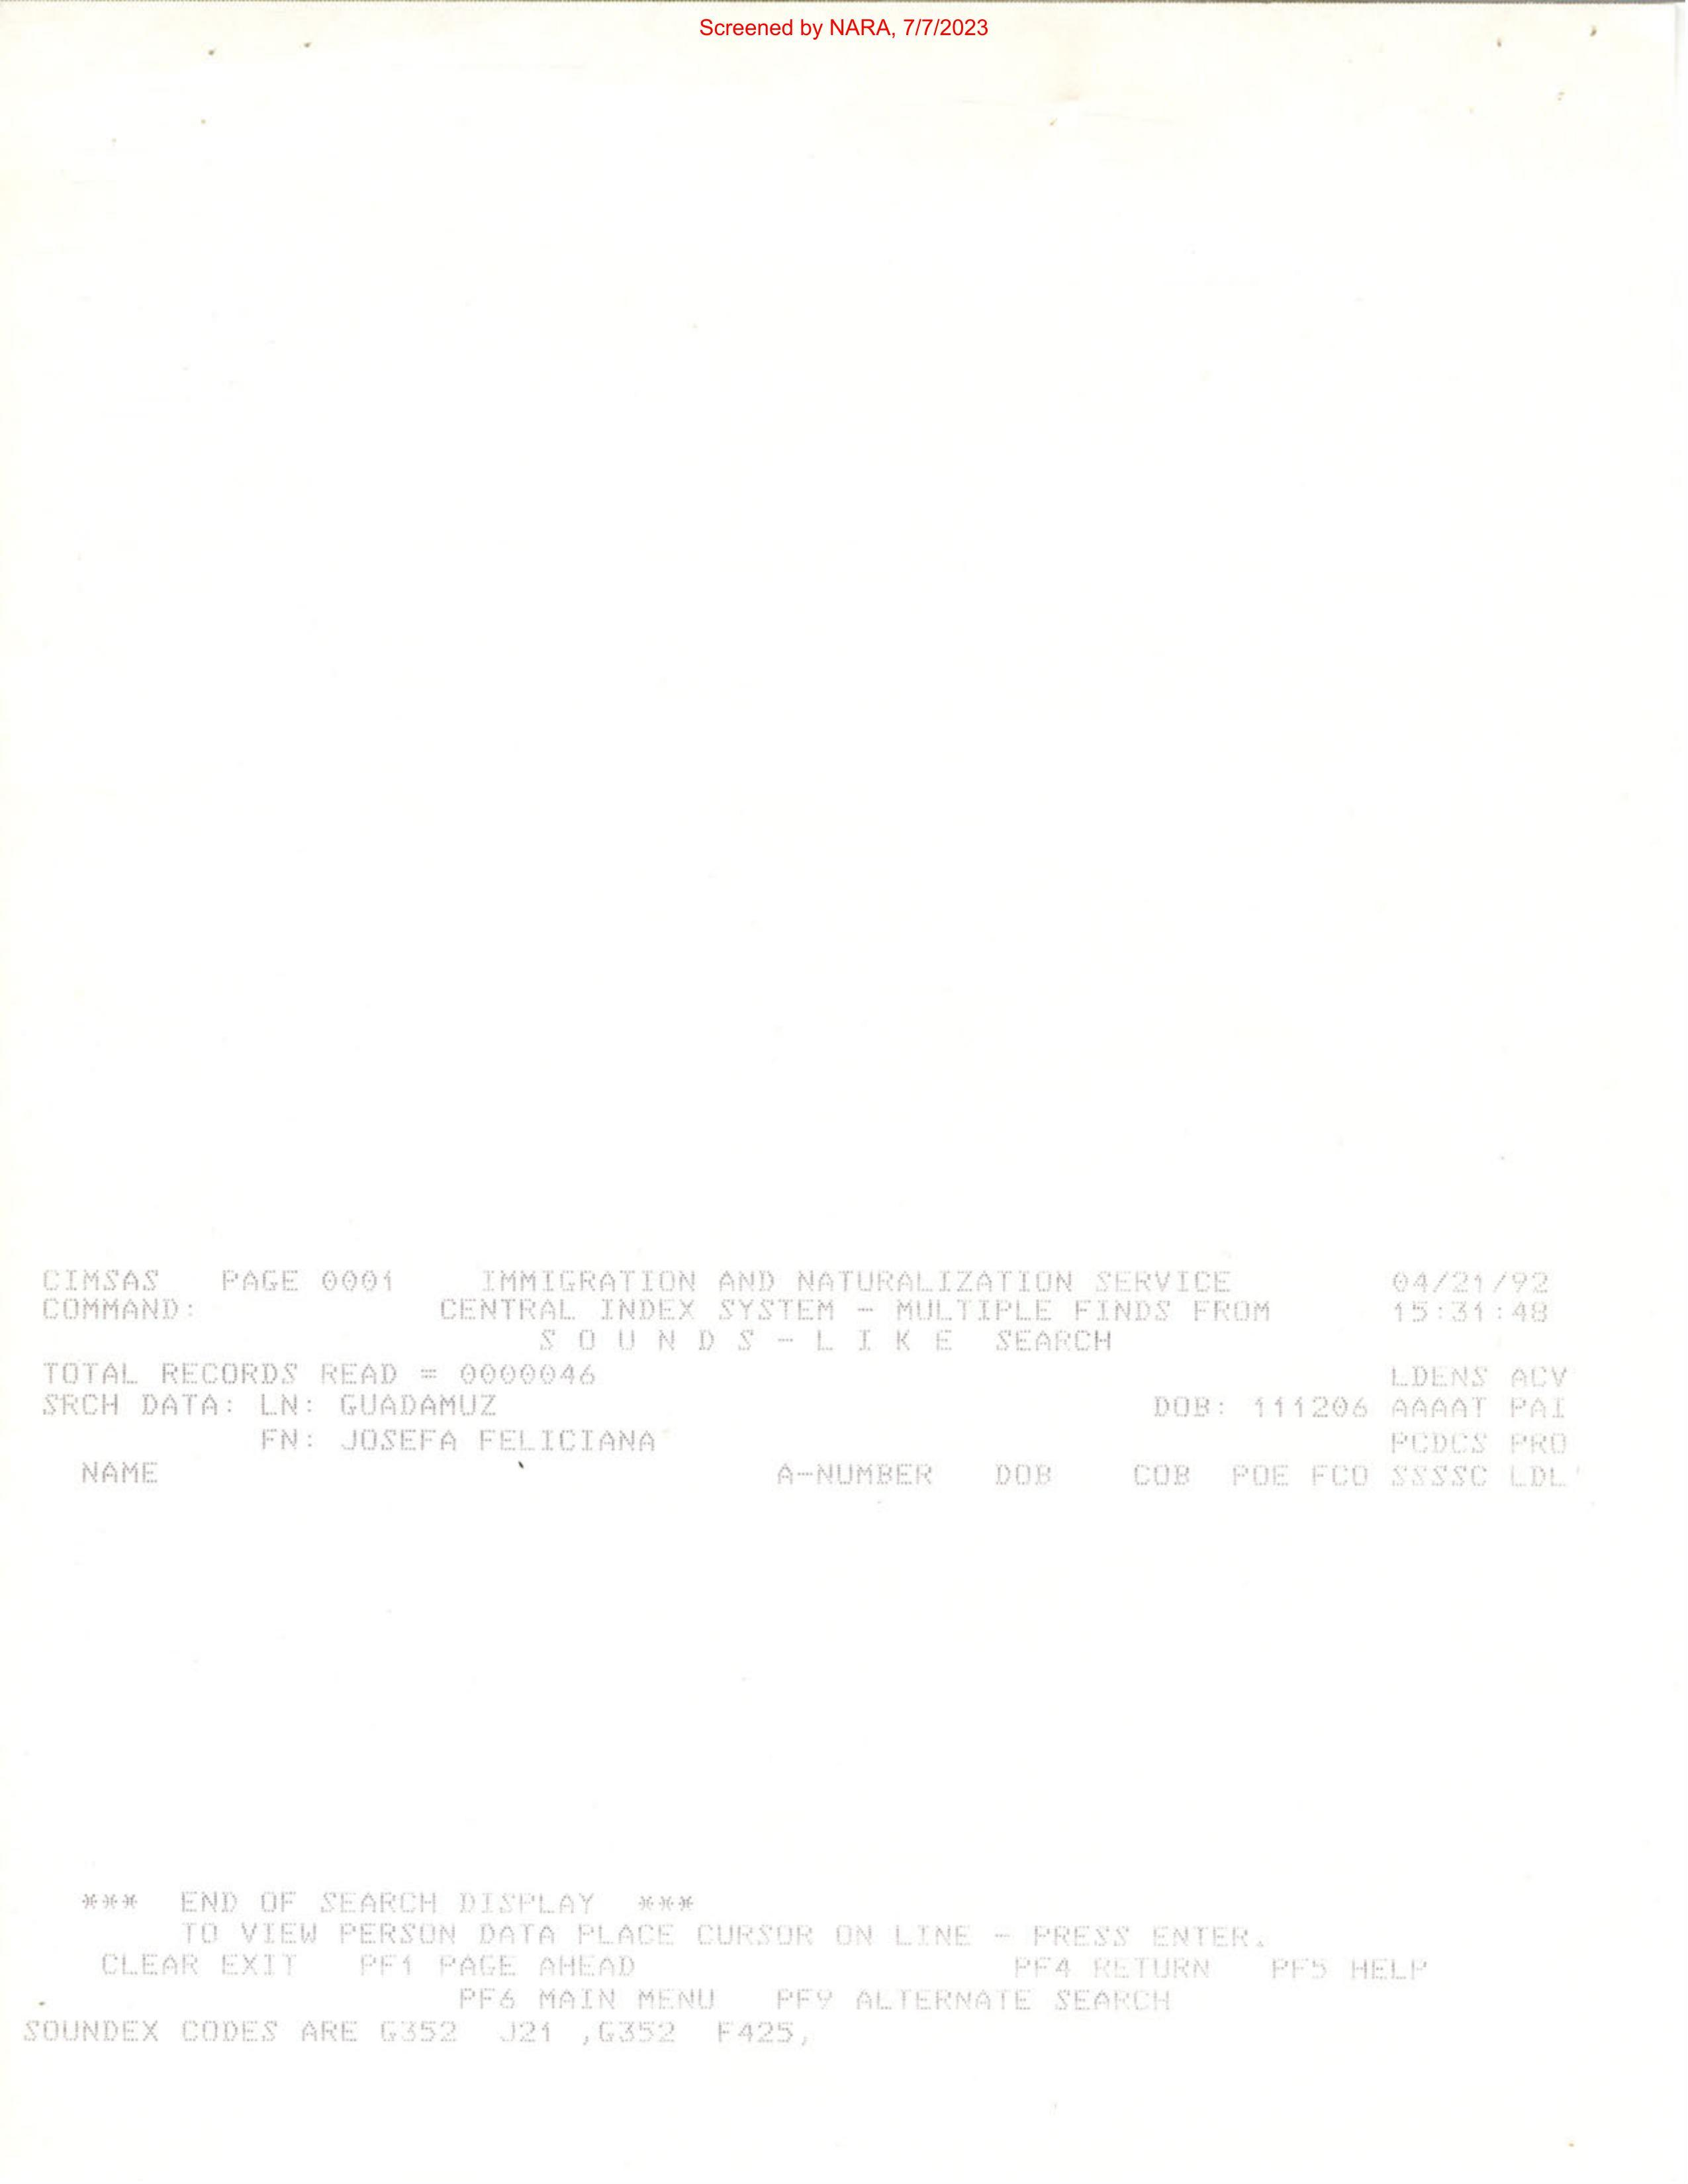 Screened by NARA, 7/7/2023
CIMSAS PAGE 0001 IMMIGRATION AND NATURALIZATION SERVICE 04/21/92
COMMAND: CENTRAL INDEX SYSTEM - MULTIPLE FINDS FROM 15:31:48
S O U N D S - L I K E SEARCH
TOTAL RECORDS READ = 0000046 LDENS ACV
SRCH DATA: LN: GUADAMUZ DOB: 111206 AAAAT PAI
FN: JOSEFA FELICIANA PCDCS PRO
NAME A-NUMBER DOB COB POE FCO SSSSC LDL
*** END OF SEARCH DISPLAY ***
TO VIEW PERSON DATA PLACE CURSOR ON LINE - PRESS ENTER.
CLEAR EXIT PF1 PAGE AHEAD PF4 RETURN PF5 HELP
PF6 MAIN MENU PF9 ALTERNATE SEARCH
SOUNDEX CODES ARE G352 J21 ,G352 F425,